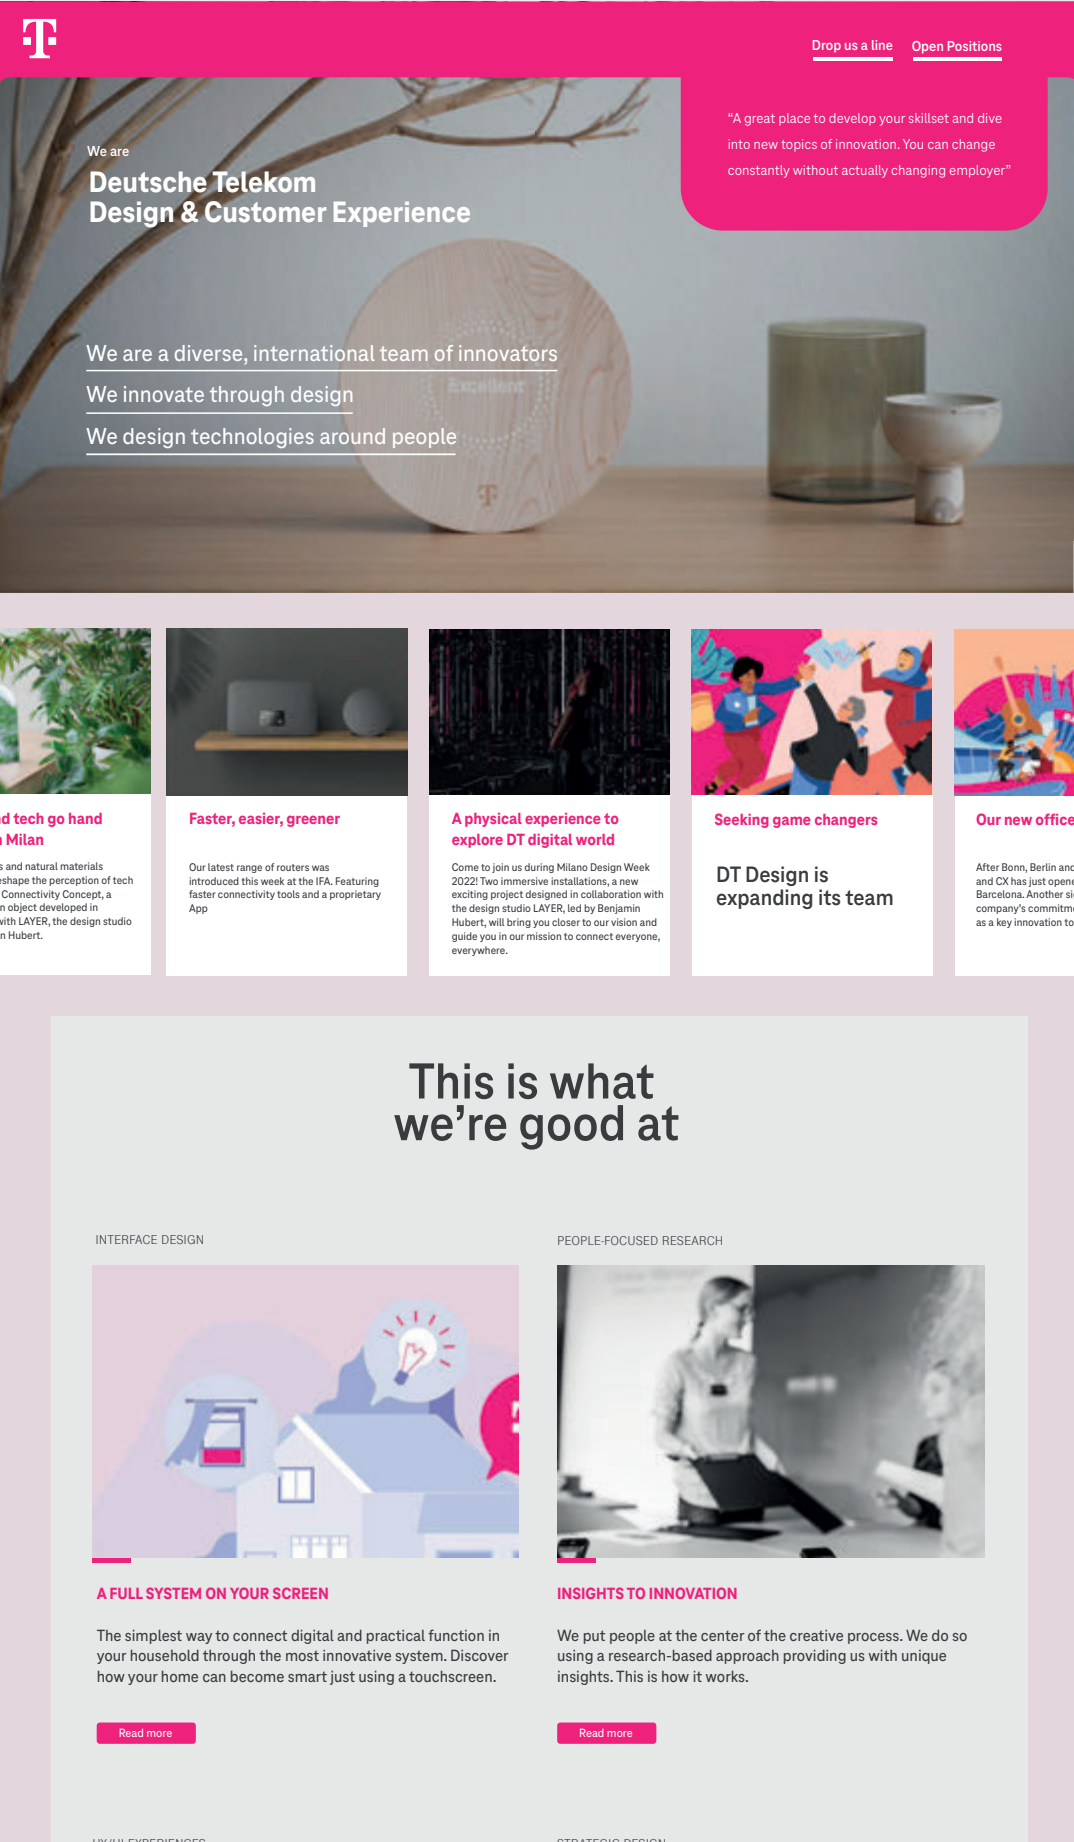 Drop us a line
Open Positions
“A great place to develop your skillset and dive
into new topics of innovation. You can change
constantly without actually changing employer”
We are
Deutsche Telekom
Design & Customer Experience
We are a diverse, international team of innovators
We innovate through design
We design technologies around people
Excellent
d tech go hand
Milan
s and natural materials
eshape the perception of tech
Connectivity Concept, a
n object developed in
with LAYER, the design studio
n Hubert.
Faster, easier, greener
Our latest range of routers was
introduced this week at the IFA. Featuring
faster connectivity tools and a proprietary
App
A physical experience to
explore DT digital world
Come to join us during Milano Design Week
2022! Two immersive installations, a new
exciting project designed in collaboration with
the design studio LAYER, led by Benjamin
Hubert, will bring you closer to our vision and
guide you in our mission to connect everyone,
everywhere.
Seeking game changers
DT Design is
expanding its team
Our new office
After Bonn, Berlin and
and CX has just opene
Barcelona. Another si
company's commitme
as a key innovation to
This is what
we’re good at
INTERFACE DESIGN
A FULL SYSTEM ON YOUR SCREEN
The simplest way to connect digital and practical function in
your household through the most innovative system. Discover
how your home can become smart just using a touchscreen.
Read more
PEOPLE-FOCUSED RESEARCH
INSIGHTS TO INNOVATION
We put people at the center of the creative process. We do so
using a research-based approach providing us with unique
insights. This is how it works.
Read more
UX/UI EXPERIENCES
STRATEGIC DESIGN